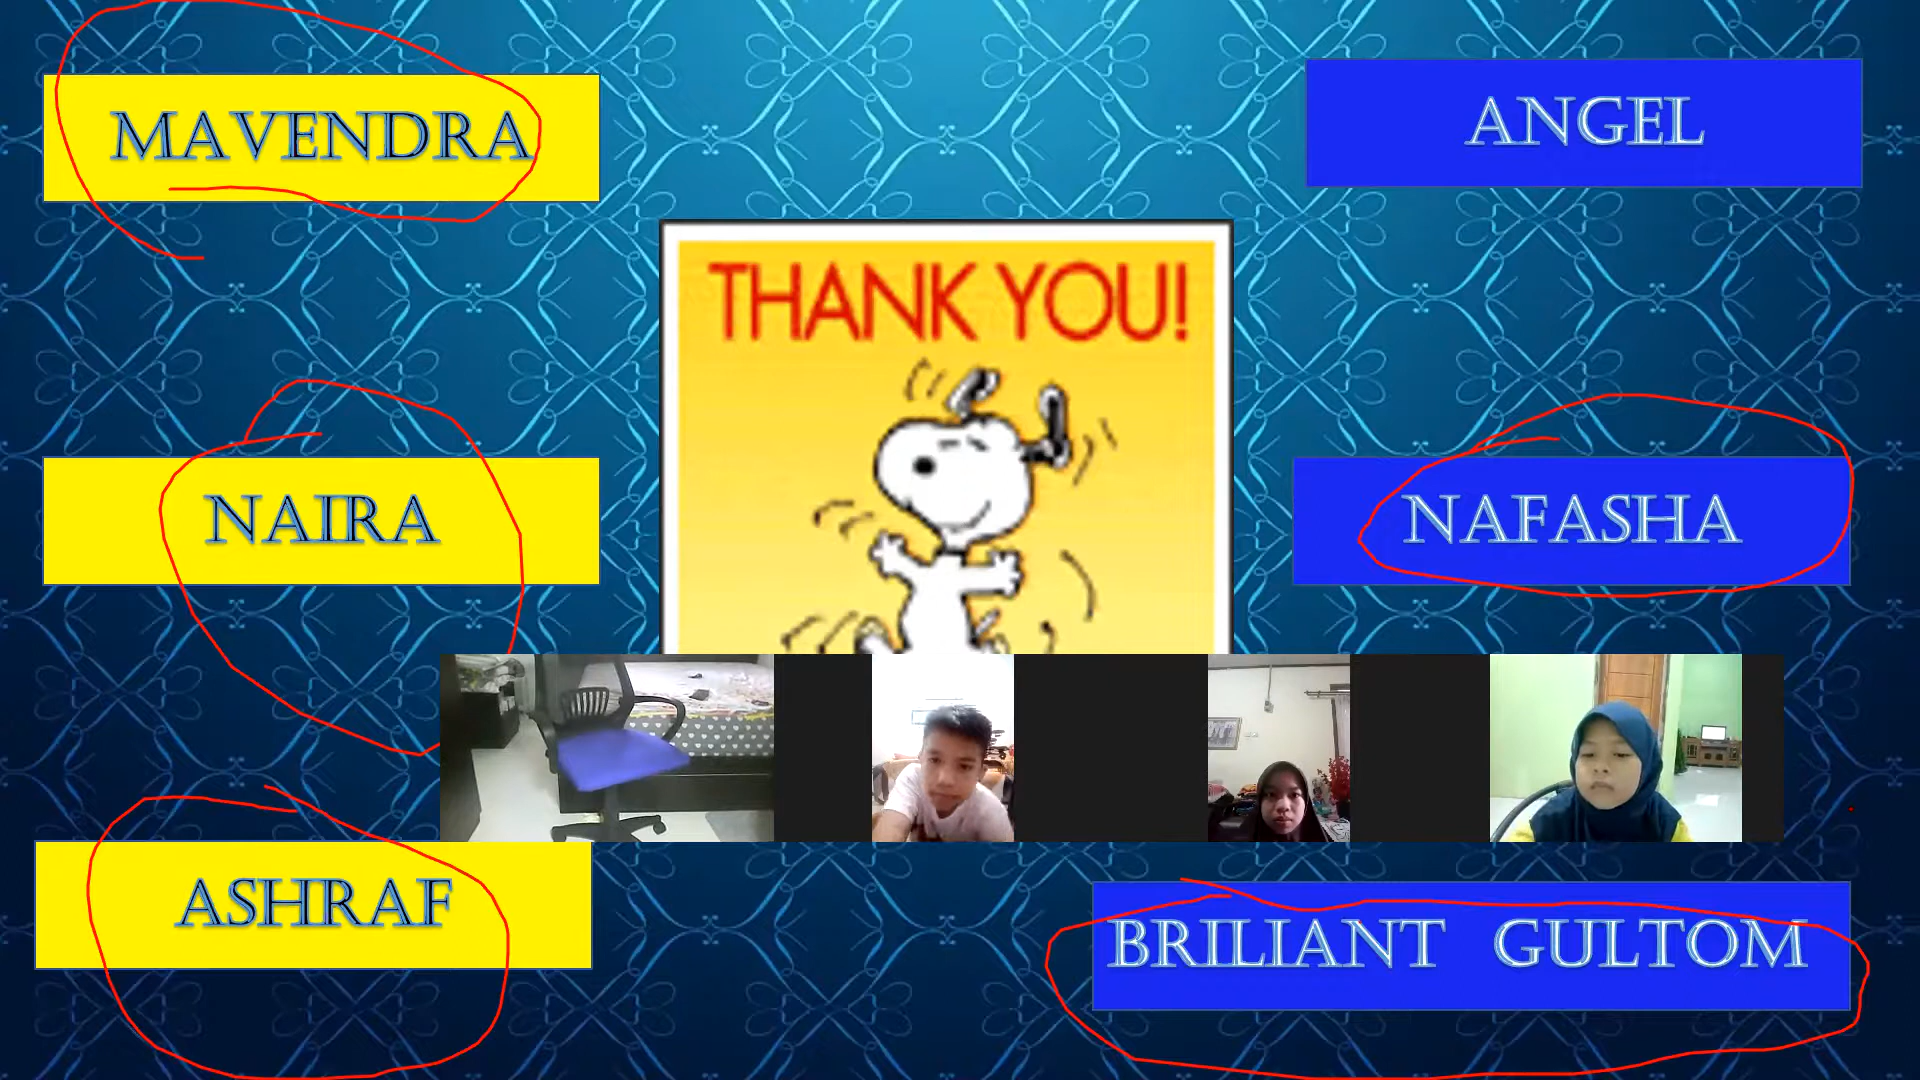 MAVENDRA
ANGEL
THANK YOU!
NAIRA
NAFASHA
ASHRAF
BRILIANT GULTOM